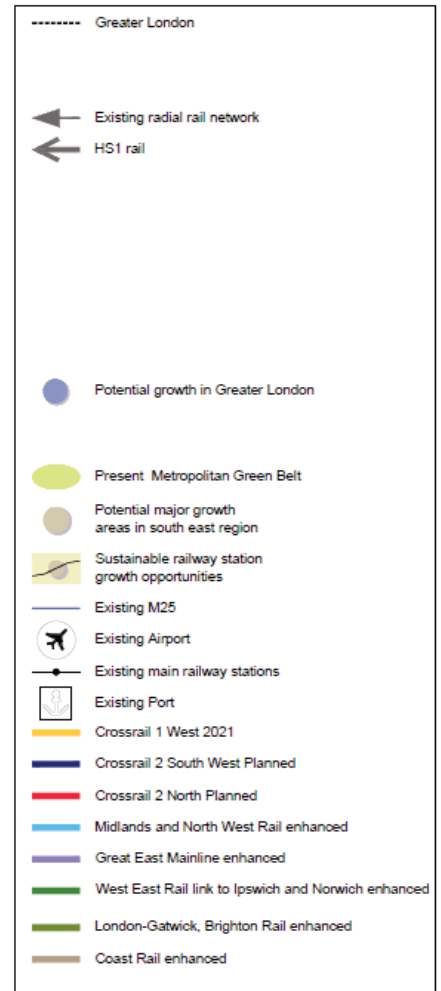 Greater London
Existing radial rail network
HS1 rail
Potential growth in Greater London
Present Metropolitan Green Belt
Potential major growth
areas in south east region
Sustainable railway station
growth opportunities
Existing M25
Existing Airport
Existing main railway stations
Existing Port
Crossrail 1 West 2021
Crossrail 2 South West Planned
Crossrail 2 North Planned
Midlands and North West Rail enhanced
Great East Mainline enhanced
West East Rail link to Ipswich and Norwich enhanced
London-Gatwick, Brighton Rail enhanced
Coast Rail enhanced